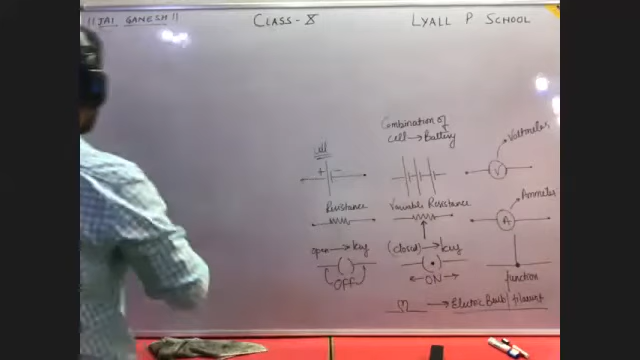 ||JAI GANESH||
CLASS-X
LYALL P SCHOOL
Combination of
cell→Battery
cell
+ -
Voltmeter
V
Resistance
Variable Resistance
Ammeter
A
open→key
(closed)→key
OFF
ON
function
→Electric Bulb/